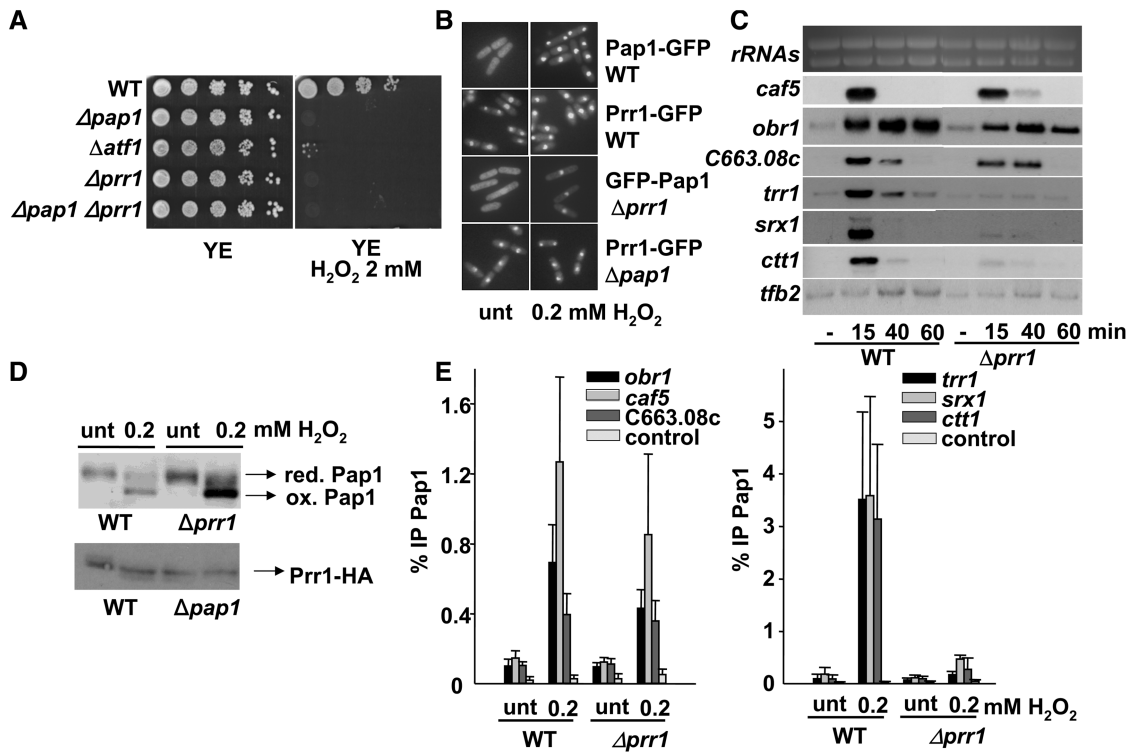 A
WT
Δpap1
Δatf1
Δprr1
Δpap1 Δprr1
YE
YE
H₂O₂ 2 mM
B
Pap1-GFP
WT
Prr1-GFP
WT
GFP-Pap1
Δprr1
Prr1-GFP
Δpap1
unt 0.2 mM H₂O₂
C
rRNAs
caf5
obr1
C663.08c
trr1
srx1
ctt1
tfb2
- 15 40 60 - 15 40 60 min
WT Δprr1
D
unt 0.2 unt 0.2 mM H₂O₂
red. Pap1
ox. Pap1
WT Δprr1
Prr1-HA
WT Δpap1
E
% IP Pap1
1.6
1.2
0.8
0.4
0
obr1
caf5
C663.08c
control
unt 0.2 unt 0.2
WT Δprr1
% IP Pap1
5
4
3
2
1
0
trr1
srx1
ctt1
control
unt 0.2 unt 0.2 mM H₂O₂
WT Δprr1